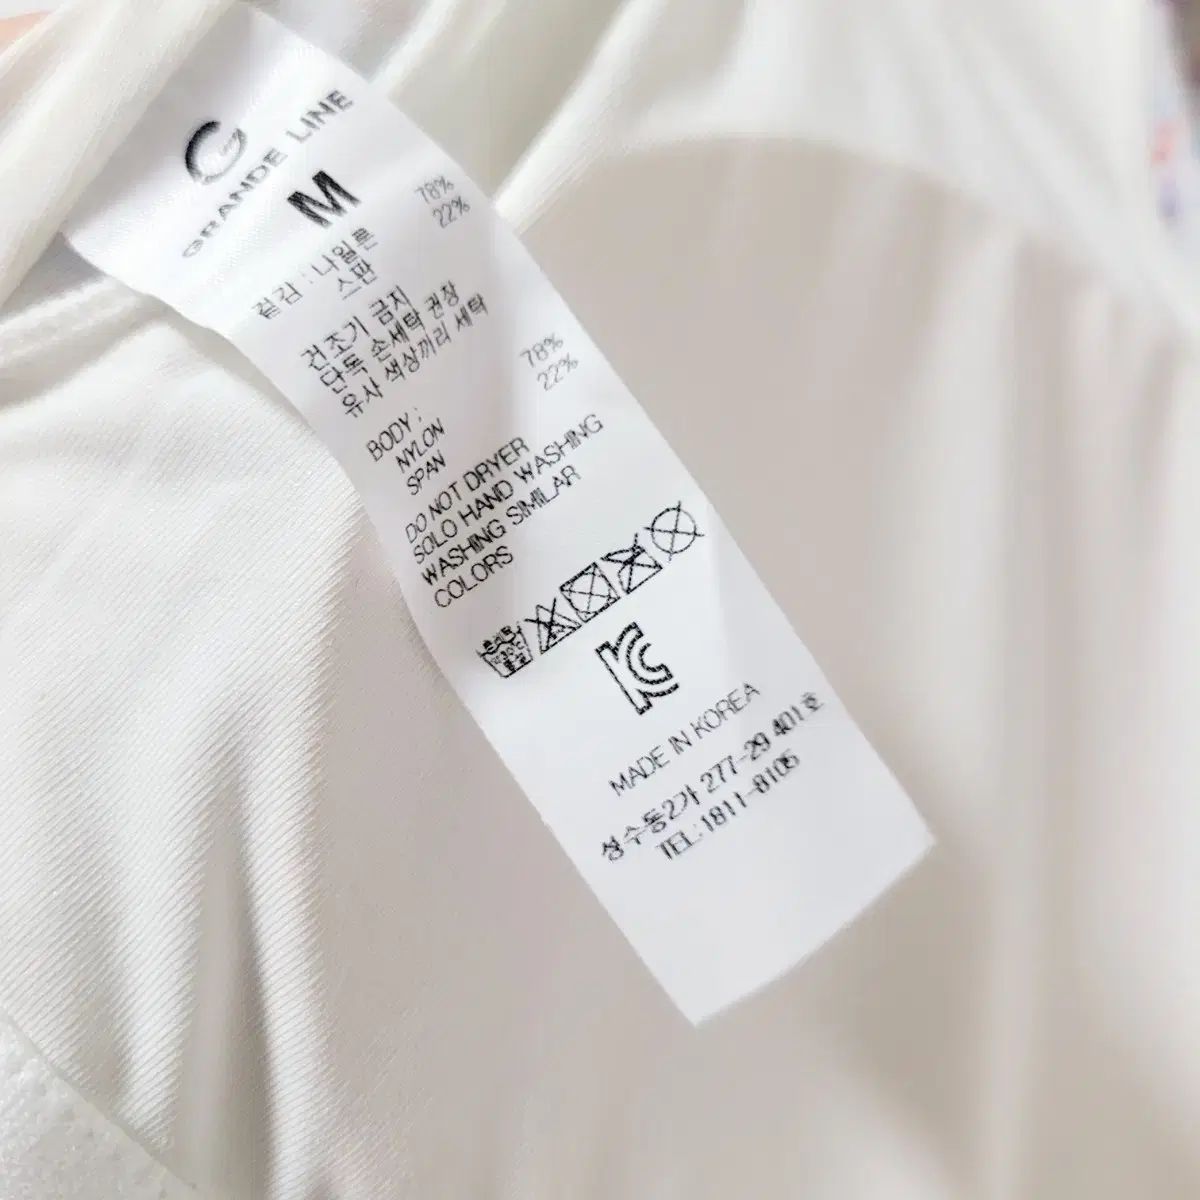 G
GRANDE LINE
M
겉감 : 나일론 78%
스판 22%
건조기 금지
단독 손세탁 권장
유사 색상끼리 세탁
BODY :
NYLON 78%
SPAN 22%
DO NOT DRYER
SOLO HAND WASHING
WASHING SIMILAR
COLORS
MADE IN KOREA
성수동2가 277-29 401호
TEL:1811-8105